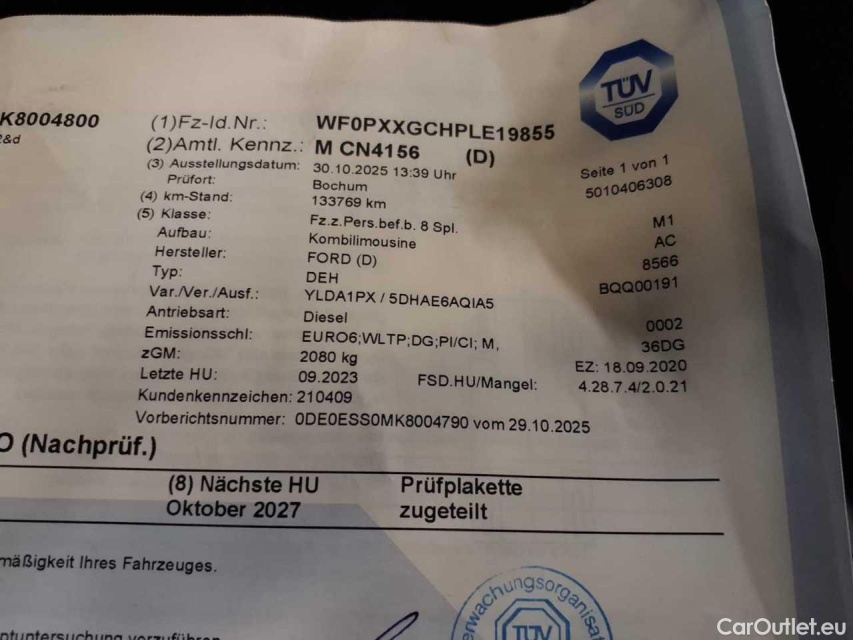 K8004800
(1)Fz-Id.Nr.: WF0PXXGCHPLE19855
(2)Amtl. Kennz.: M CN4156 (D)
TÜV
SÜD
(3) Ausstellungsdatum: 30.10.2025 13:39 Uhr
Seite 1 von 1
Prüfort: Bochum
5010406308
(4) km-Stand: 133769 km
(5) Klasse: Fz.z.Pers.bef.b. 8 Spl. M1
Aufbau: Kombilimousine AC
Hersteller: FORD (D) 8566
Typ: DEH BQQ00191
Var./Ver./Ausf.: YLDA1PX / 5DHAE6AQIA5
Antriebsart: Diesel 0002
Emissionsschl: EURO6;WLTP;DG;PI/CI; M, 36DG
zGM: 2080 kg EZ: 18.09.2020
Letzte HU: 09.2023 FSD.HU/Mangel: 4.28.7.4/2.0.21
Kundenkennzeichen: 210409
Vorberichtsnummer: 0DE0ESS0MK8004790 vom 29.10.2025
O (Nachprüf.)
(8) Nächste HU Prüfplakette
Oktober 2027 zugeteilt
mäßigkeit Ihres Fahrzeuges.
erwachungsorganisat
TÜV
ntuntersuchung vorzuführen
CarOutlet.eu